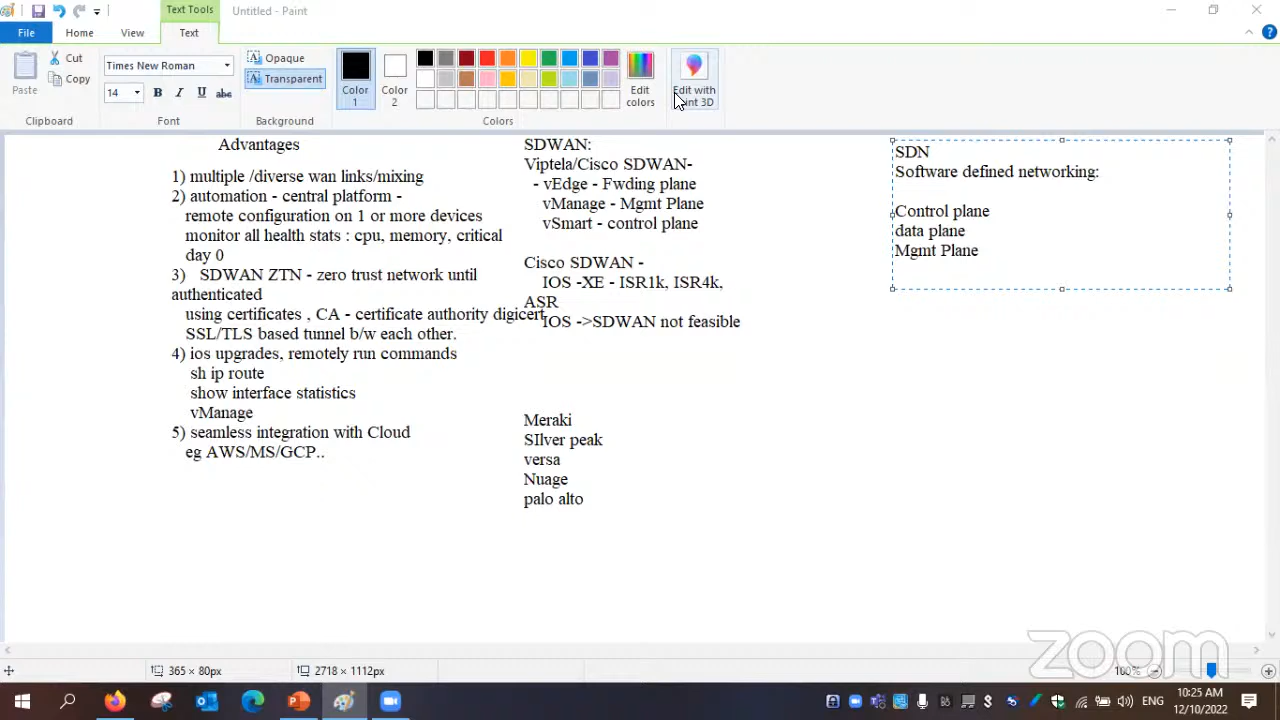 Text Tools
Untitled - Paint
File
Home
View
Text
Paste
Cut
Copy
Clipboard
Times New Roman
14
B I U abc
Font
Opaque
Transparent
Background
Color 1
Color 2
Edit colors
Colors
Edit with
Advantages
1) multiple /diverse wan links/mixing
2) automation - central platform -
remote configuration on 1 or more devices
monitor all health stats : cpu, memory, critical
day 0
3) SDWAN ZTN - zero trust network until
authenticated
using certificates , CA - certificate authority digicert
SSL/TLS based tunnel b/w each other.
4) ios upgrades, remotely run commands
sh ip route
show interface statistics
vManage
5) seamless integration with Cloud
eg AWS/MS/GCP..
SDWAN:
Viptela/Cisco SDWAN-
- vEdge - Fwding plane
vManage - Mgmt Plane
vSmart - control plane
Cisco SDWAN -
IOS -XE - ISR1k, ISR4k,
ASR
IOS ->SDWAN not feasible
Meraki
SIlver peak
versa
Nuage
palo alto
SDN
Software defined networking:
Control plane
data plane
Mgmt Plane
zoom
365 × 80px
2718 × 1112px
100%
ENG
10:25 AM
12/10/2022